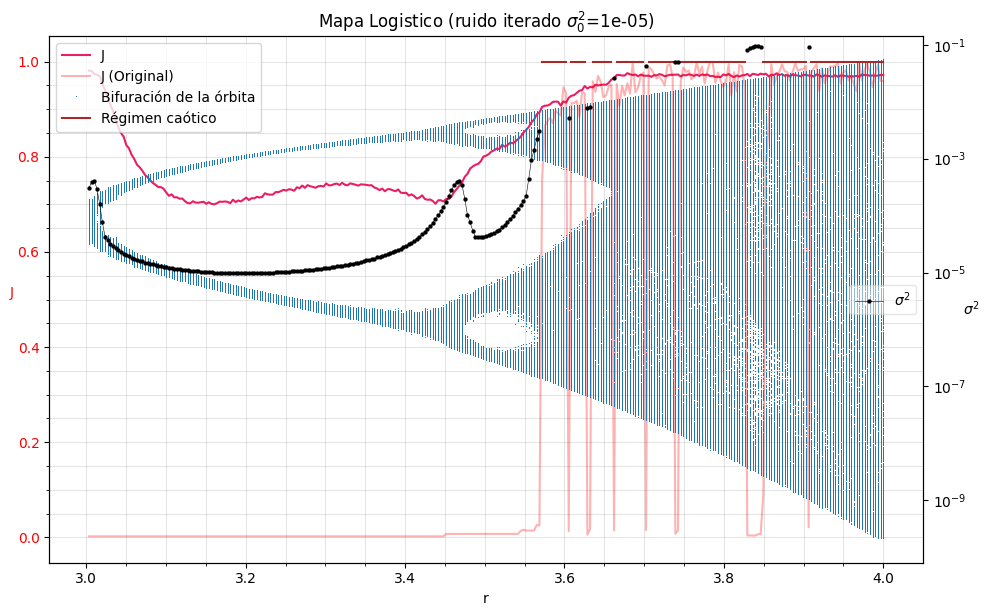 Mapa Logistico (ruido iterado σ₀²=1e-05)
J
J (Original)
Bifuración de la órbita
Régimen caótico
σ²
1.0
0.8
0.6
0.4
0.2
0.0
J
10⁻¹
10⁻³
10⁻⁵
10⁻⁷
10⁻⁹
σ²
3.0 3.2 3.4 3.6 3.8 4.0
r